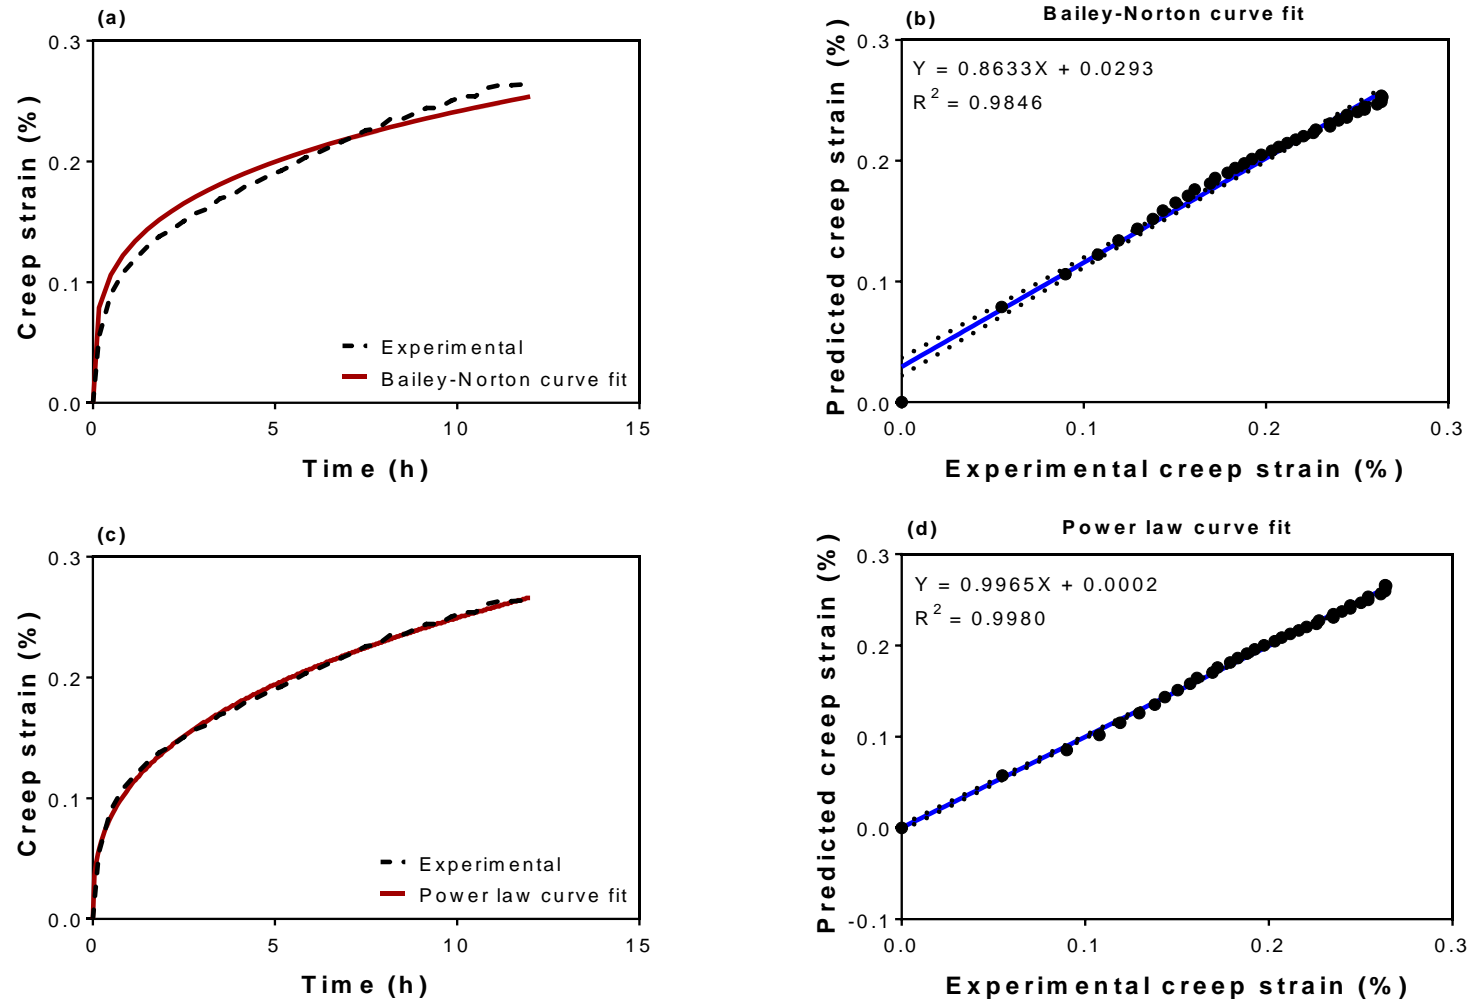 (a)
Creep strain (%)
0.3
0.2
0.1
0.0
Experimental
Bailey-Norton curve fit
0
5
10
15
Time (h)
(b)
Bailey-Norton curve fit
Predicted creep strain (%)
0.3
0.2
0.1
0.0
Y = 0.8633X + 0.0293
R² = 0.9846
0.0
0.1
0.2
0.3
Experimental creep strain (%)
(c)
Creep strain (%)
0.3
0.2
0.1
0.0
Experimental
Power law curve fit
0
5
10
15
Time (h)
(d)
Power law curve fit
Predicted creep strain (%)
0.3
0.2
0.1
0.0
-0.1
Y = 0.9965X + 0.0002
R² = 0.9980
0.0
0.1
0.2
0.3
Experimental creep strain (%)